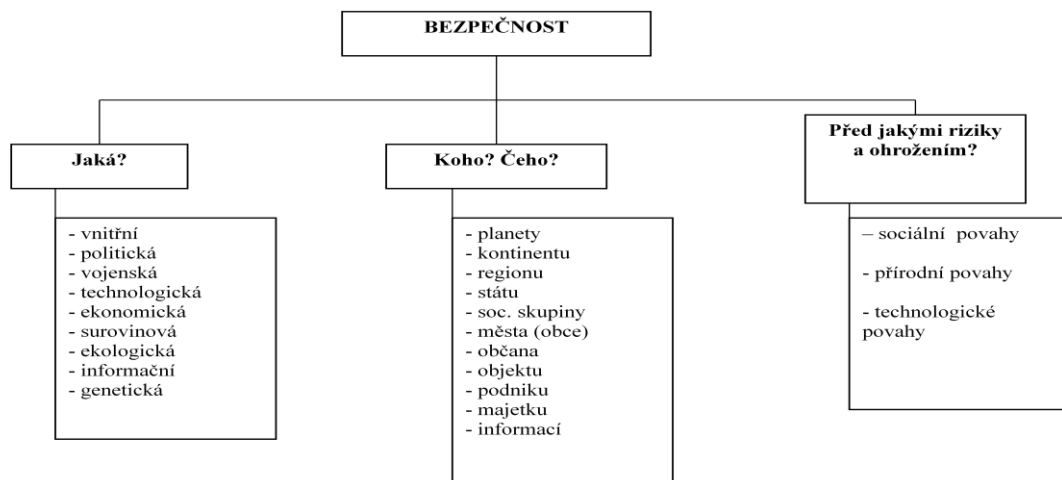 BEZPEČNOST
Jaká?
- vnitřní
- politická
- vojenská
- technologická
- ekonomická
- surovinová
- ekologická
- informační
- genetická
Koho? Čeho?
- planety
- kontinentu
- regionu
- státu
- soc. skupiny
- města (obce)
- občana
- objektu
- podniku
- majetku
- informací
Před jakými riziky
a ohrožením?
– sociální povahy
- přírodní povahy
- technologické
povahy